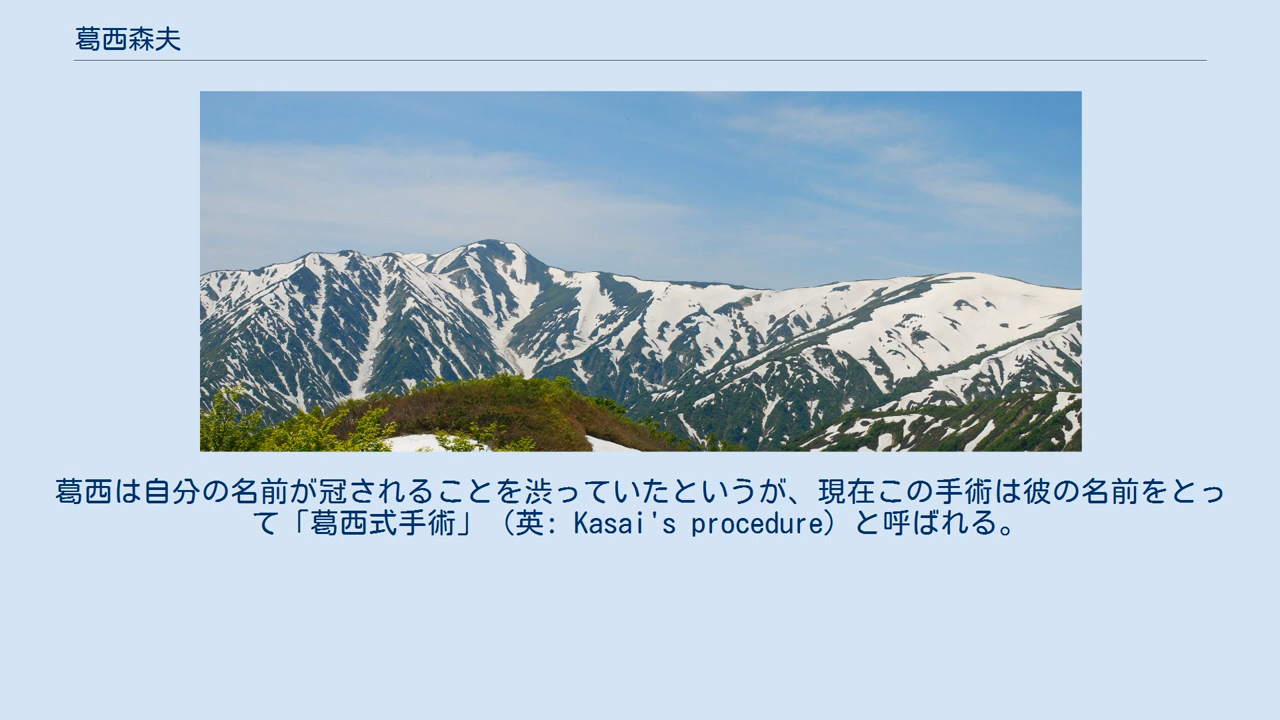 葛西森夫
葛西は自分の名前が冠されることを渋っていたというが、現在この手術は彼の名前をとっ
て「葛西式手術」（英: Kasai's procedure）と呼ばれる。